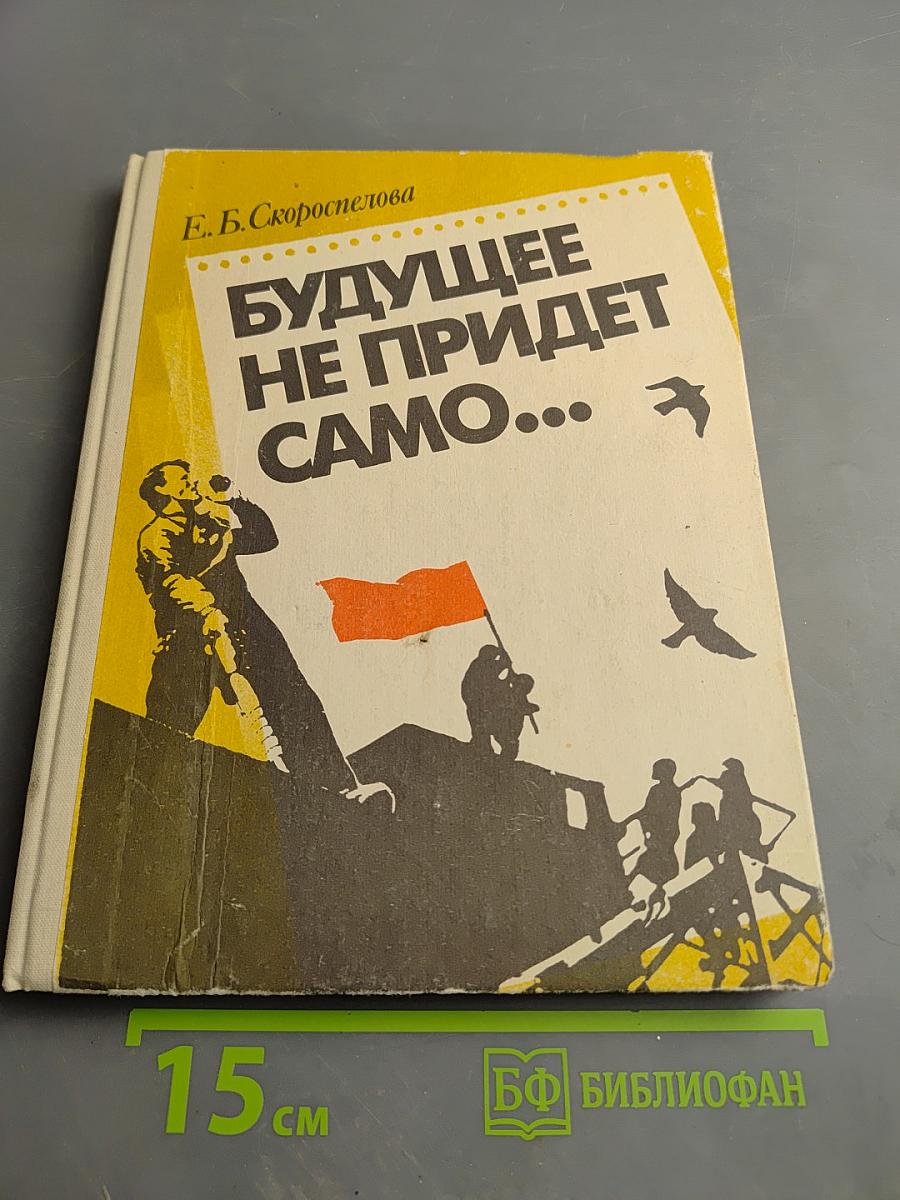 Е. Б. Скороспелова
БУДУЩЕЕ
НЕ ПРИДЕТ
САМО...
15 см
БФ БИБЛИОФАН